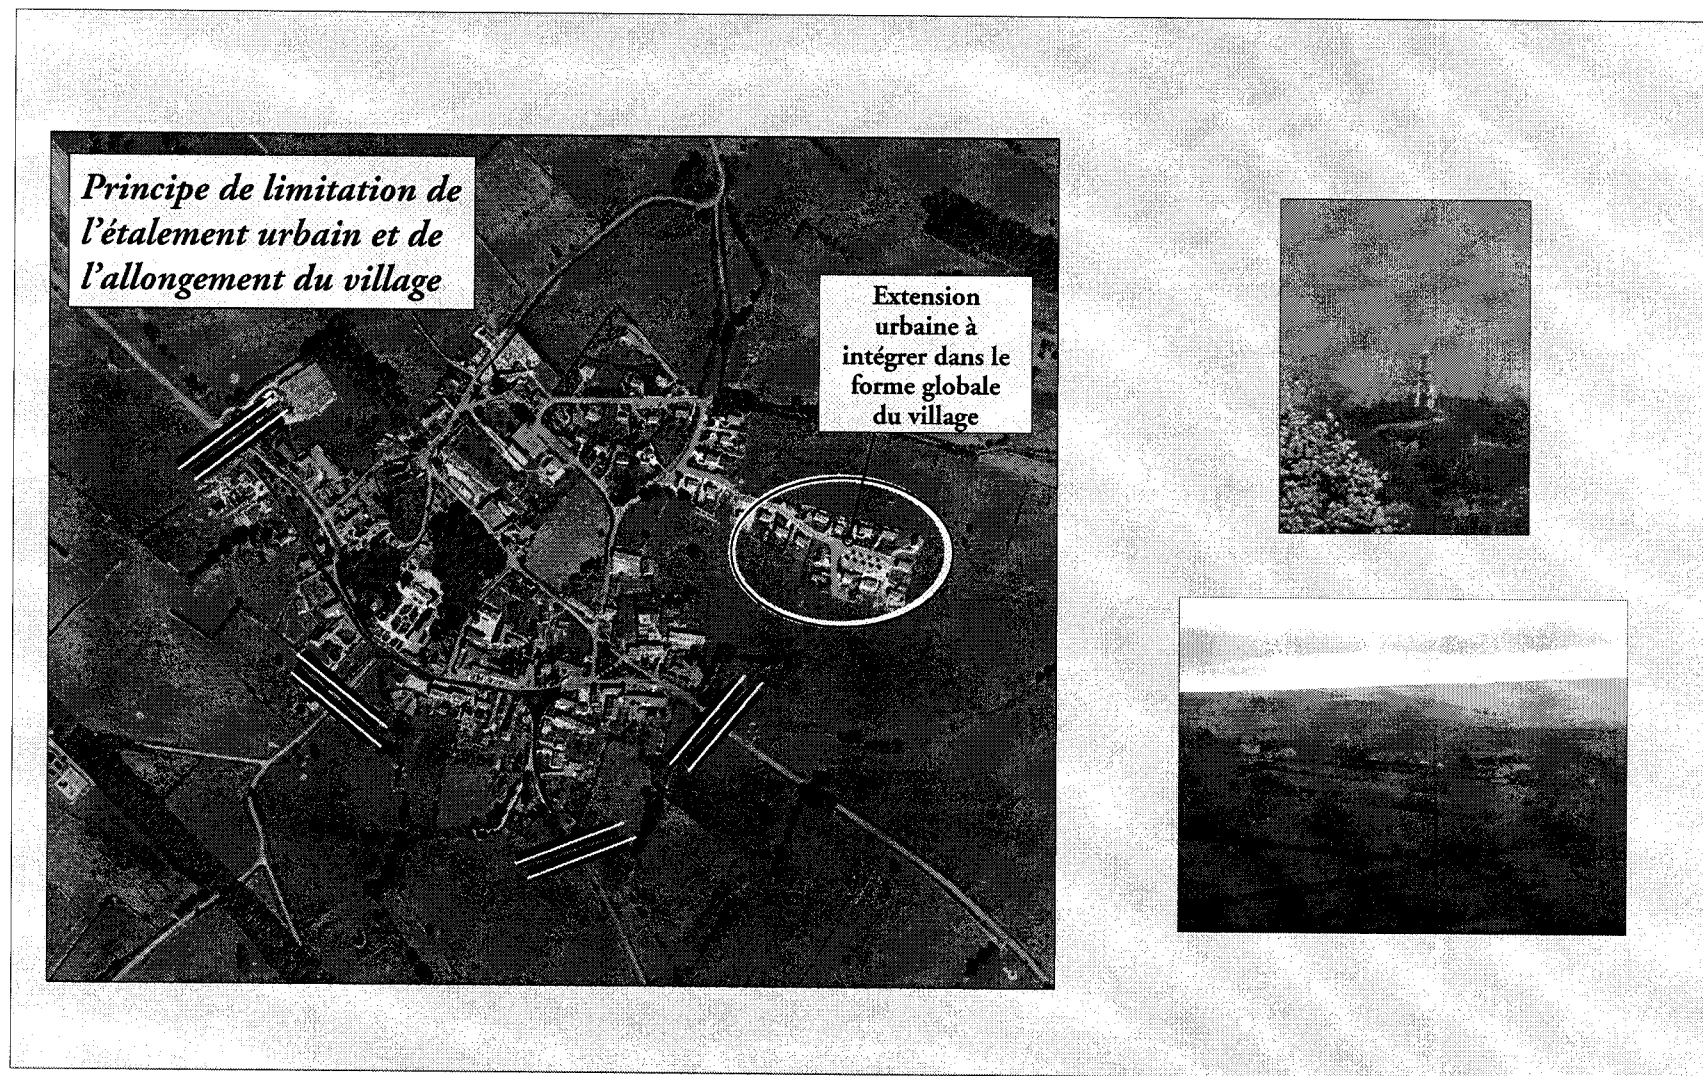 Principe de limitation de
l'étalement urbain et de
l'allongement du village
Extension
urbaine à
intégrer dans le
forme globale
du village